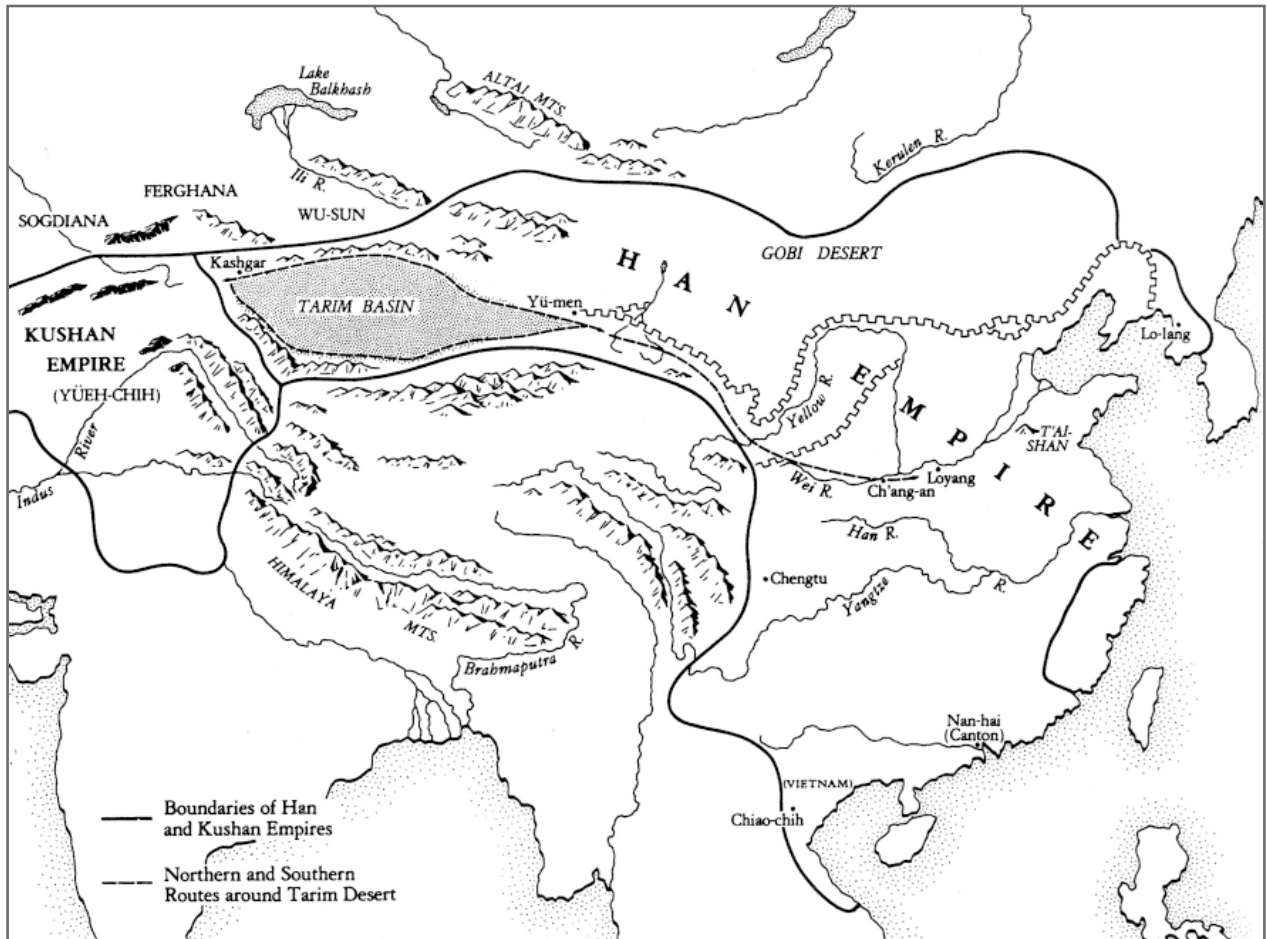 Lake
Balkhash
ALTAI MTS.
Kerulen R.
Ili R.
FERGHANA
SOGDIANA
WU-SUN
HAN
GOBI DESERT
Kashgar
TARIM BASIN
Yü-men
KUSHAN
EMPIRE
(YÜEH-CHIH)
Lo-lang
EMPIRE
Yellow R.
T'AI-
SHAN
Indus River
Wei R.
Ch'ang-an
Loyang
Han R.
HIMALAYA MTS.
Chengtu
Yangtze R.
Brahmaputra R.
Nan-hai
(Canton)
(VIETNAM)
Chiao-chih
Boundaries of Han
and Kushan Empires
Northern and Southern
Routes around Tarim Desert